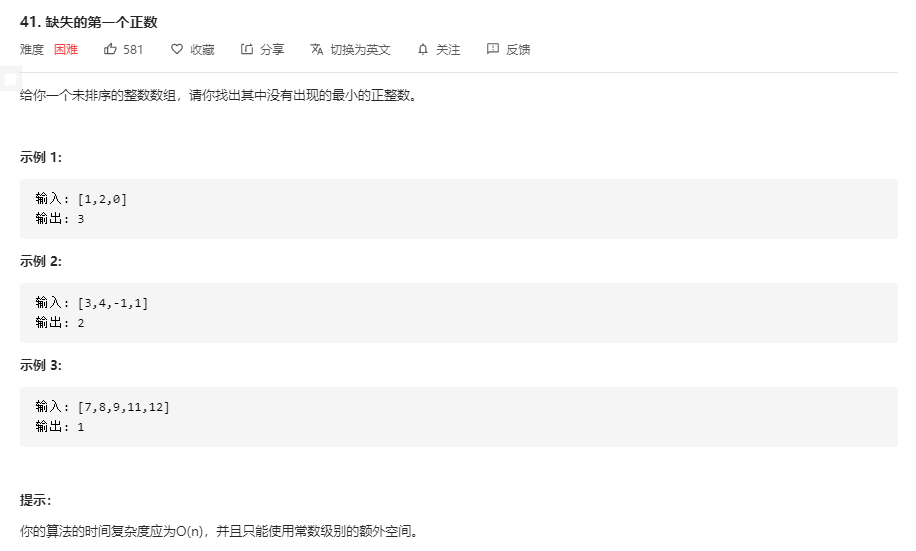 41. 缺失的第一个正数
难度 困难 581 收藏 分享 切换为英文 关注 反馈
给你一个未排序的整数数组，请你找出其中没有出现的最小的正整数。
示例 1:
输入: [1,2,0]
输出: 3
示例 2:
输入: [3,4,-1,1]
输出: 2
示例 3:
输入: [7,8,9,11,12]
输出: 1
提示：
你的算法的时间复杂度应为O(n)，并且只能使用常数级别的额外空间。